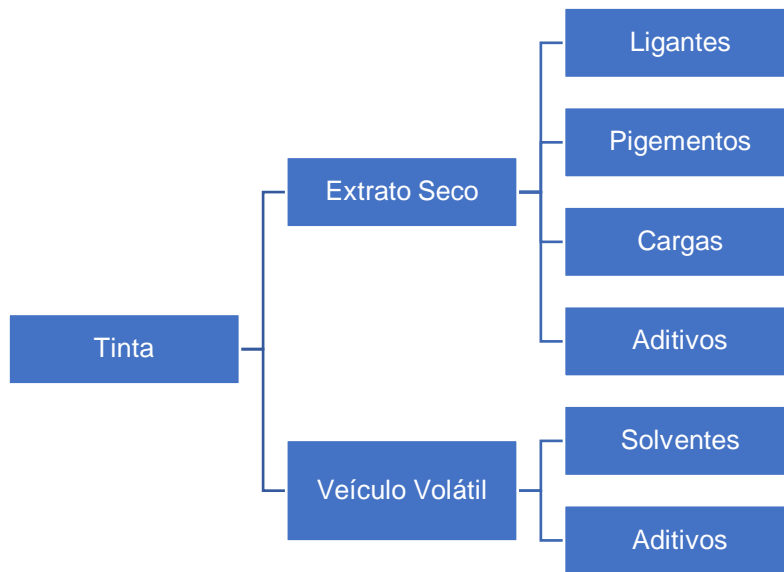 Ligantes
Pigementos
Extrato Seco
Cargas
Tinta
Aditivos
Solventes
Veículo Volátil
Aditivos